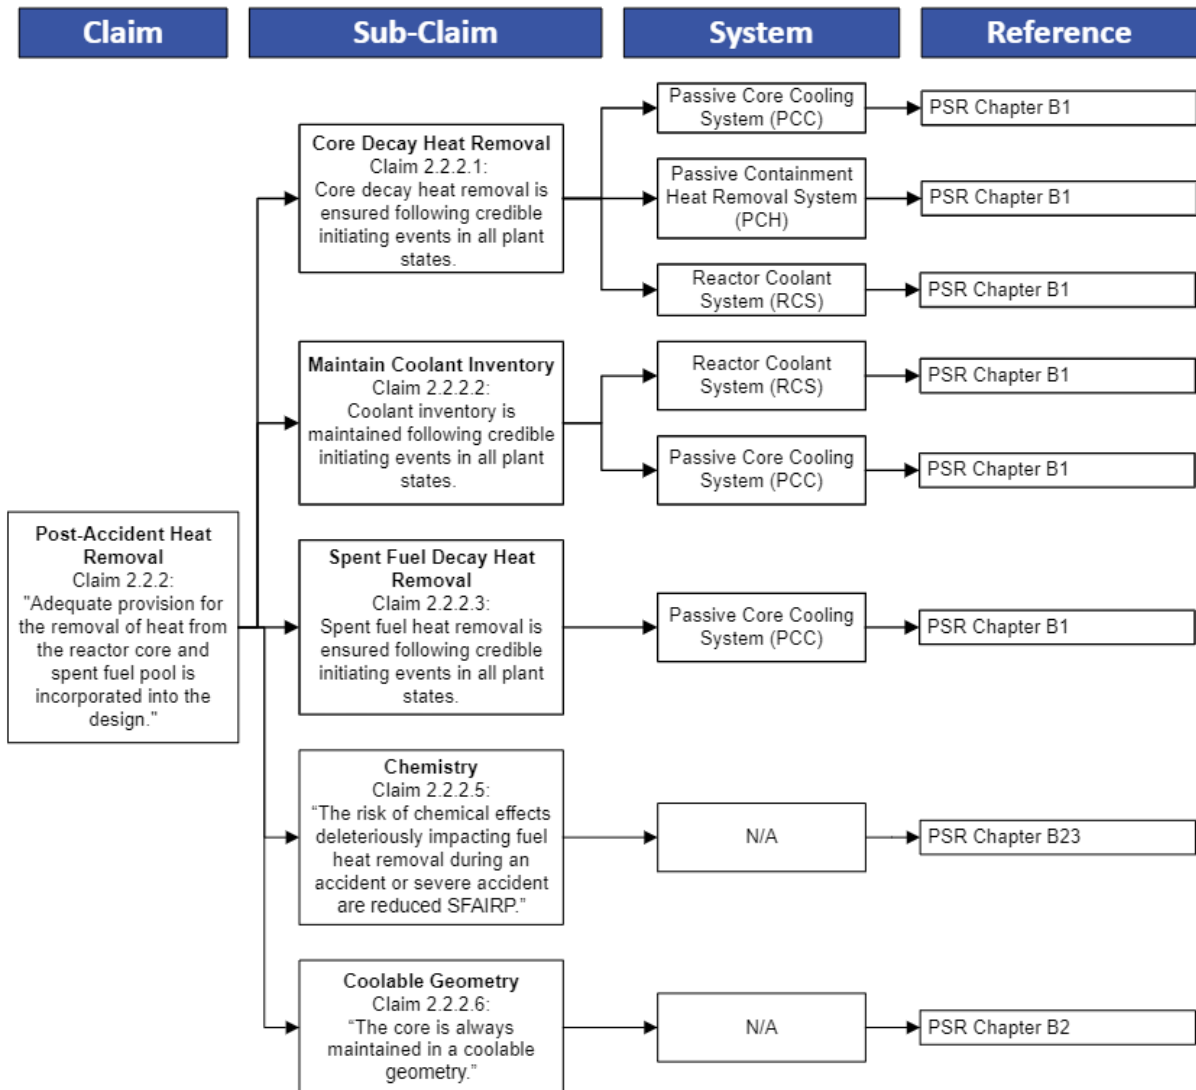 Claim
Sub-Claim
System
Reference
Post-Accident Heat
Removal
Claim 2.2.2:
"Adequate provision for
the removal of heat from
the reactor core and
spent fuel pool is
incorporated into the
design."
Core Decay Heat Removal
Claim 2.2.2.1:
Core decay heat removal is
ensured following credible
initiating events in all plant
states.
Passive Core Cooling
System (PCC)
PSR Chapter B1
Passive Containment
Heat Removal System
(PCH)
PSR Chapter B1
Reactor Coolant
System (RCS)
PSR Chapter B1
Maintain Coolant Inventory
Claim 2.2.2.2:
Coolant inventory is
maintained following credible
initiating events in all plant
states.
Reactor Coolant
System (RCS)
PSR Chapter B1
Passive Core Cooling
System (PCC)
PSR Chapter B1
Spent Fuel Decay Heat
Removal
Claim 2.2.2.3:
Spent fuel heat removal is
ensured following credible
initiating events in all plant
states.
Passive Core Cooling
System (PCC)
PSR Chapter B1
Chemistry
Claim 2.2.2.5:
“The risk of chemical effects
deleteriously impacting fuel
heat removal during an
accident or severe accident
are reduced SFAIRP.”
N/A
PSR Chapter B23
Coolable Geometry
Claim 2.2.2.6:
“The core is always
maintained in a coolable
geometry.”
N/A
PSR Chapter B2